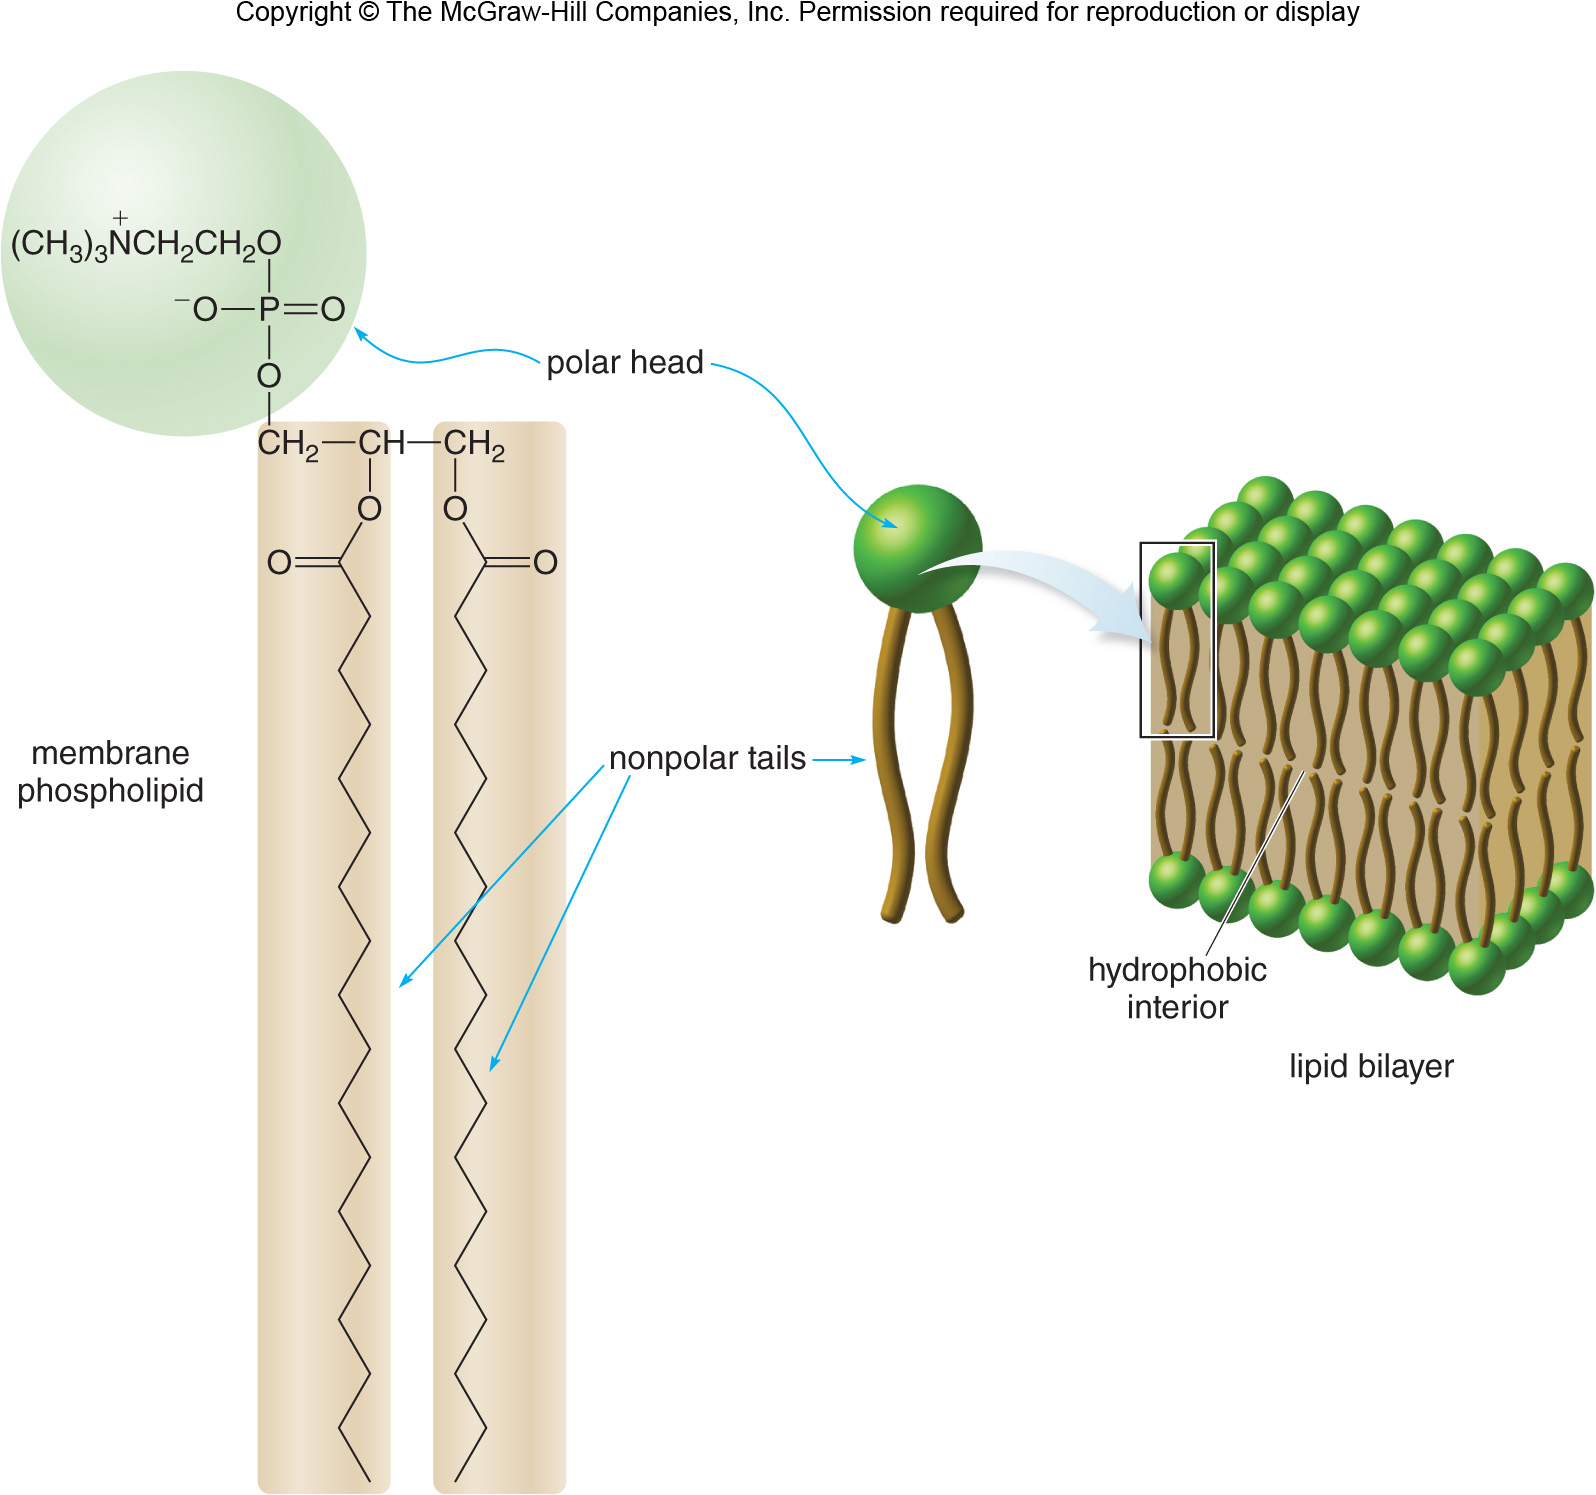 Copyright © The McGraw-Hill Companies, Inc. Permission required for reproduction or display
(CH₃)₃N⁺CH₂CH₂O
⁻O—P=O
O
CH₂—CH—CH₂
O O
O O
polar head
membrane
phospholipid
nonpolar tails
hydrophobic
interior
lipid bilayer